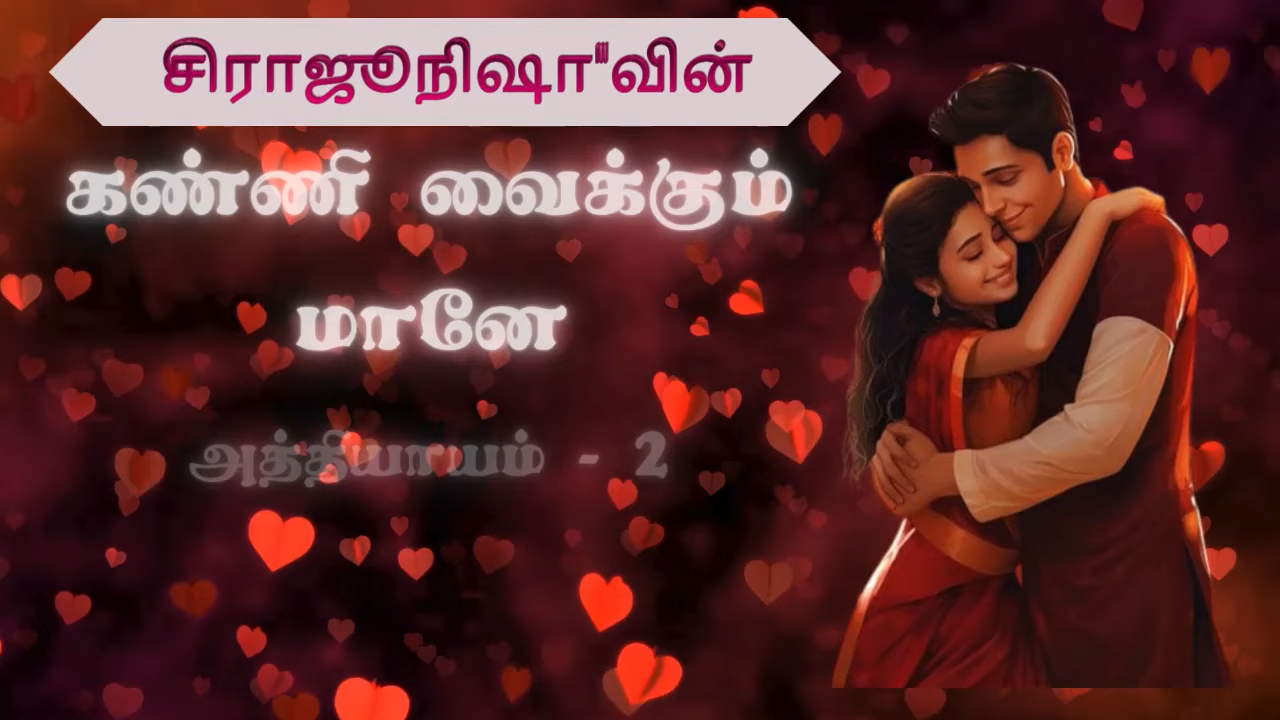 சிராஜூநிஷா"வின்
கண்ணி வைக்கும்
மானே
அத்தியாயம் - 2